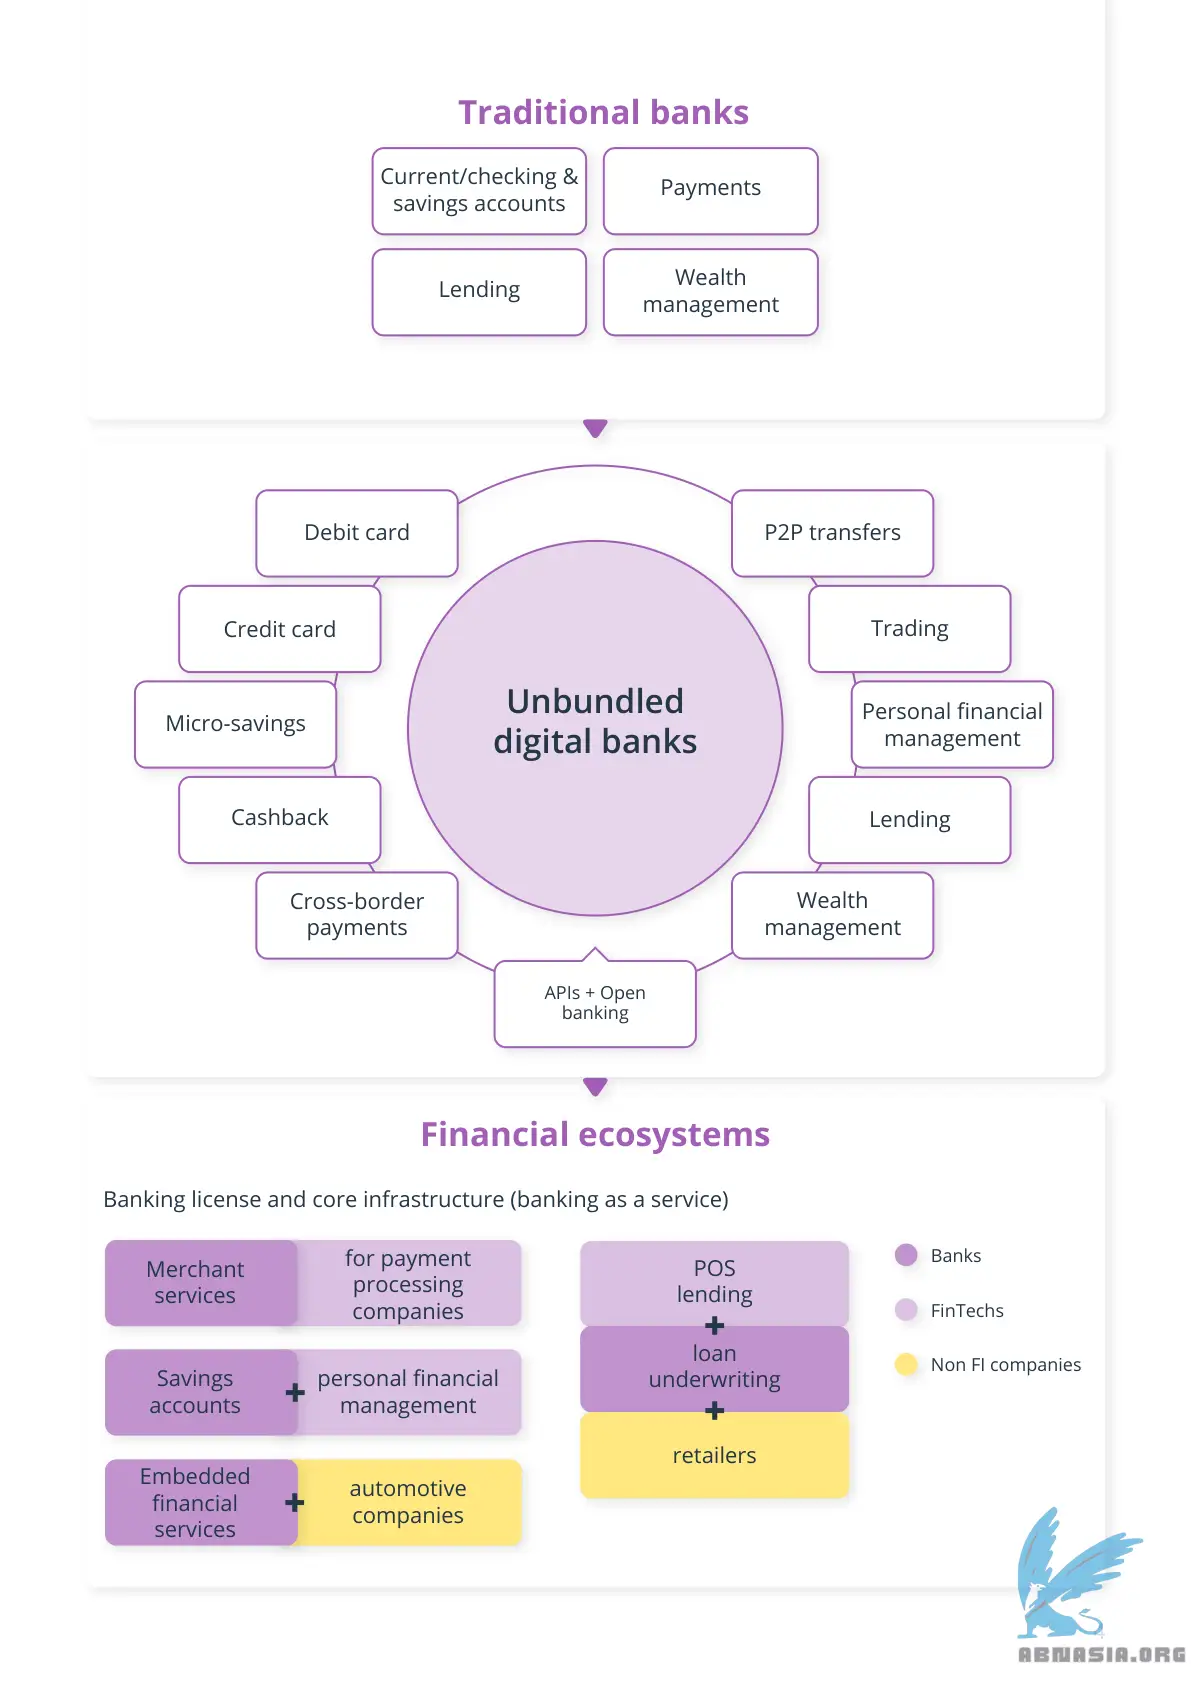 Traditional banks
Current/checking &
savings accounts
Payments
Lending
Wealth
management
Debit card
P2P transfers
Credit card
Trading
Micro-savings
Personal financial
management
Unbundled
digital banks
Cashback
Lending
Cross-border
payments
Wealth
management
APIs + Open
banking
Financial ecosystems
Banking license and core infrastructure (banking as a service)
Merchant
services
for payment
processing
companies
Savings
accounts
+
personal financial
management
Embedded
financial
services
+
automotive
companies
POS
lending
+
loan
underwriting
+
retailers
Banks
FinTechs
Non FI companies
ABNASIA.ORG